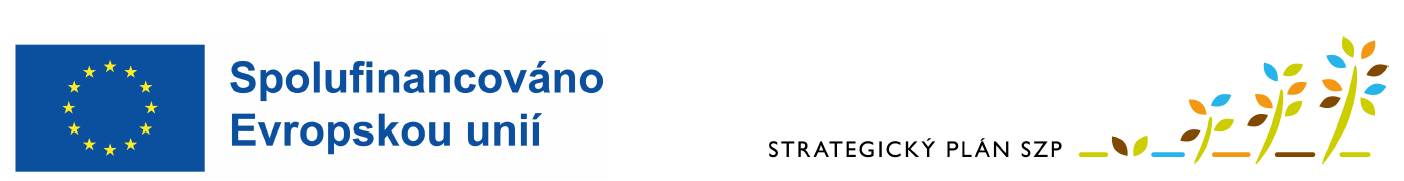 Spolufinancováno
Evropskou unií
STRATEGICKÝ PLÁN SZP